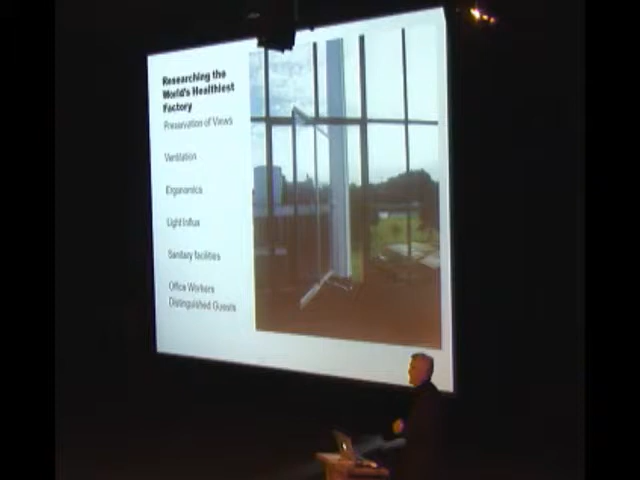 Researching the
World's Healthiest
Factory
Preservation of Views
Ventilation
Ergonomics
Light Influx
Sanitary facilities
Office Workers
Distinguished Guests